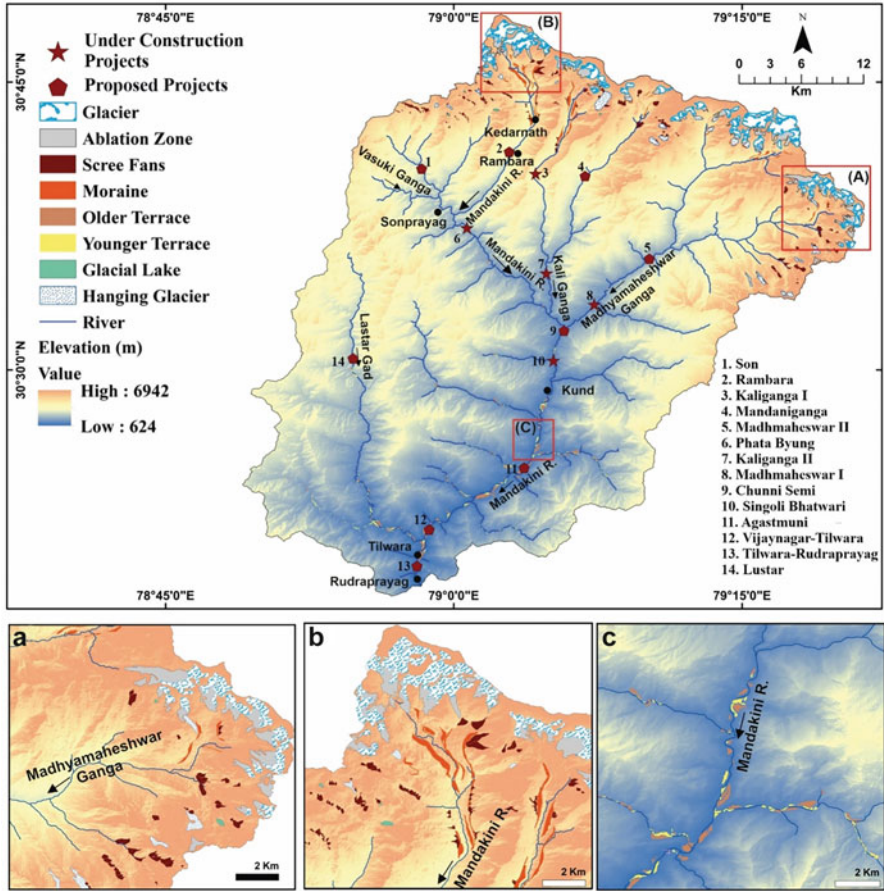 78°45'0"E
79°0'0"E
79°15'0"E
30°45'N
30°30'0"N
Under Construction
Projects
Proposed Projects
Glacier
Ablation Zone
Scree Fans
Moraine
Older Terrace
Younger Terrace
Glacial Lake
Hanging Glacier
River
Elevation (m)
Value
High : 6942
Low : 624
N
0 3 6 12
Km
(B)
(A)
(C)
Kedarnath
2
Rambara
1
3
4
Vasuki Ganga
Mandakini R.
Sonprayag
6
Mandakini R.
5
7
Kali Ganga
8
Madhyamaheshwar
Ganga
9
10
14
Lastar Gad
Kund
11
Mandakini R.
12
Tilwara
13
Rudraprayag
1. Son
2. Rambara
3. Kaliganga I
4. Mandaniganga
5. Madhmaheswar II
6. Phata Byung
7. Kaliganga II
8. Madhmaheswar I
9. Chunni Semi
10. Singoli Bhatwari
11. Agastmuni
12. Vijaynagar-Tilwara
13. Tilwara-Rudraprayag
14. Lustar
78°45'0"E
79°0'0"E
79°15'0"E
a
Madhyamaheshwar
Ganga
2 Km
b
Mandakini R.
2 Km
c
Mandakini R.
2 Km